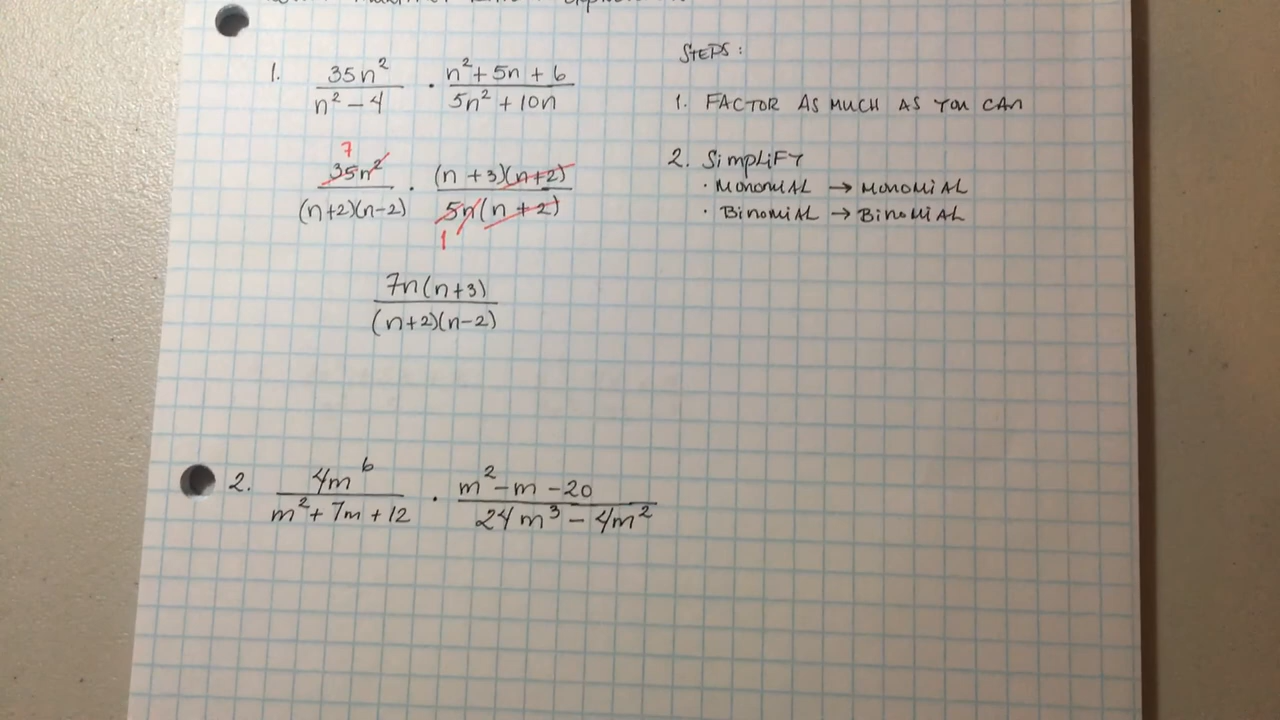 1. 35n²/(n² - 4) · (n² + 5n + 6)/(5n² + 10n)
7
35n²/((n+2)(n-2)) · ((n+3)(n+2))/(5n(n+2))
1
7n(n+3)/((n+2)(n-2))
2. 4m⁶/(m² + 7m + 12) · (m² - m - 20)/(24m³ - 4m²)
STEPS:
1. FACTOR AS MUCH AS YOU CAN
2. SimpLiFY
· MONOMiAL → MONOMiAL
· BiNOMiAL → BiNOMiAL